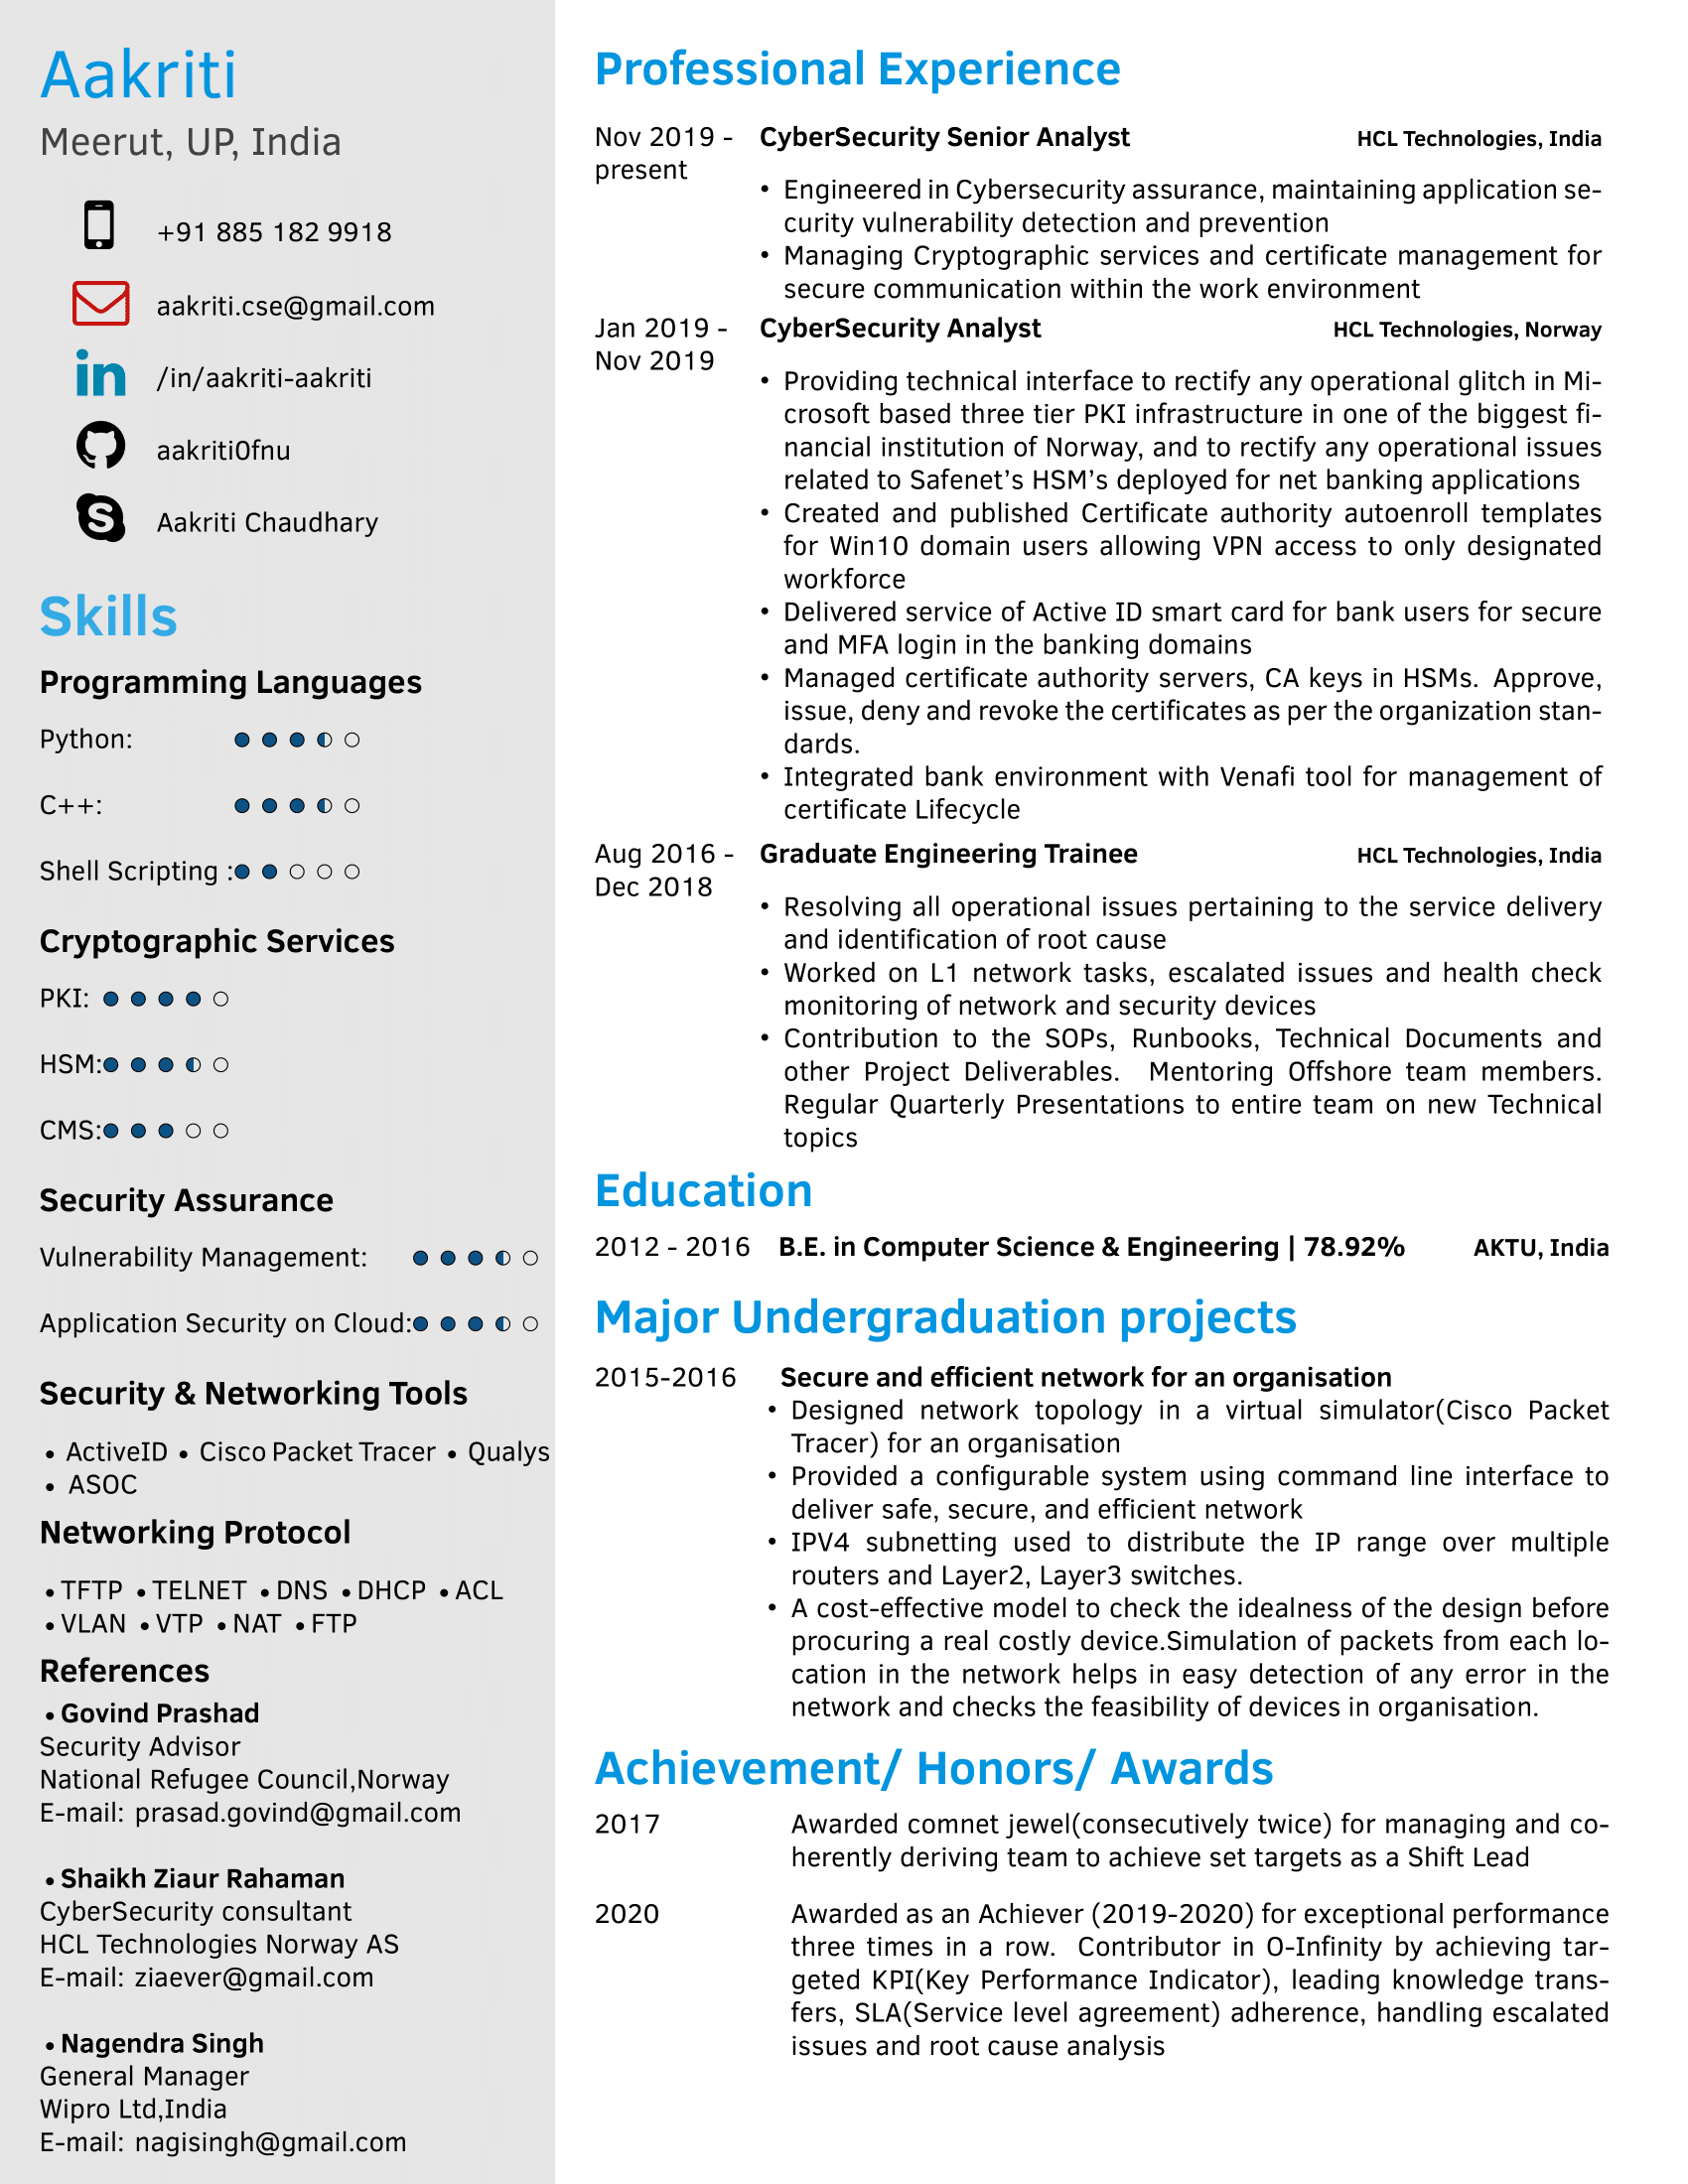 Aakriti
Meerut, UP, India
+91 885 182 9918
aakriti.cse@gmail.com
/in/aakriti-aakriti
aakriti0fnu
Aakriti Chaudhary
Skills
Programming Languages
Python:
C++:
Shell Scripting :
Cryptographic Services
PKI:
HSM:
CMS:
Security Assurance
Vulnerability Management:
Application Security on Cloud:
Security & Networking Tools
• ActiveID • Cisco Packet Tracer • Qualys
• ASOC
Networking Protocol
• TFTP • TELNET • DNS • DHCP • ACL
• VLAN • VTP • NAT • FTP
References
• Govind Prashad
Security Advisor
National Refugee Council,Norway
E-mail: prasad.govind@gmail.com
• Shaikh Ziaur Rahaman
CyberSecurity consultant
HCL Technologies Norway AS
E-mail: ziaever@gmail.com
• Nagendra Singh
General Manager
Wipro Ltd,India
E-mail: nagisingh@gmail.com
Professional Experience
Nov 2019 - CyberSecurity Senior Analyst HCL Technologies, India
present
• Engineered in Cybersecurity assurance, maintaining application se-
curity vulnerability detection and prevention
• Managing Cryptographic services and certificate management for
secure communication within the work environment
Jan 2019 - CyberSecurity Analyst HCL Technologies, Norway
Nov 2019
• Providing technical interface to rectify any operational glitch in Mi-
crosoft based three tier PKI infrastructure in one of the biggest fi-
nancial institution of Norway, and to rectify any operational issues
related to Safenet's HSM's deployed for net banking applications
• Created and published Certificate authority autoenroll templates
for Win10 domain users allowing VPN access to only designated
workforce
• Delivered service of Active ID smart card for bank users for secure
and MFA login in the banking domains
• Managed certificate authority servers, CA keys in HSMs. Approve,
issue, deny and revoke the certificates as per the organization stan-
dards.
• Integrated bank environment with Venafi tool for management of
certificate Lifecycle
Aug 2016 - Graduate Engineering Trainee HCL Technologies, India
Dec 2018
• Resolving all operational issues pertaining to the service delivery
and identification of root cause
• Worked on L1 network tasks, escalated issues and health check
monitoring of network and security devices
• Contribution to the SOPs, Runbooks, Technical Documents and
other Project Deliverables. Mentoring Offshore team members.
Regular Quarterly Presentations to entire team on new Technical
topics
Education
2012 - 2016 B.E. in Computer Science & Engineering | 78.92% AKTU, India
Major Undergraduation projects
2015-2016 Secure and efficient network for an organisation
• Designed network topology in a virtual simulator(Cisco Packet
Tracer) for an organisation
• Provided a configurable system using command line interface to
deliver safe, secure, and efficient network
• IPV4 subnetting used to distribute the IP range over multiple
routers and Layer2, Layer3 switches.
• A cost-effective model to check the idealness of the design before
procuring a real costly device.Simulation of packets from each lo-
cation in the network helps in easy detection of any error in the
network and checks the feasibility of devices in organisation.
Achievement/ Honors/ Awards
2017 Awarded comnet jewel(consecutively twice) for managing and co-
herently deriving team to achieve set targets as a Shift Lead
2020 Awarded as an Achiever (2019-2020) for exceptional performance
three times in a row. Contributor in O-Infinity by achieving tar-
geted KPI(Key Performance Indicator), leading knowledge trans-
fers, SLA(Service level agreement) adherence, handling escalated
issues and root cause analysis